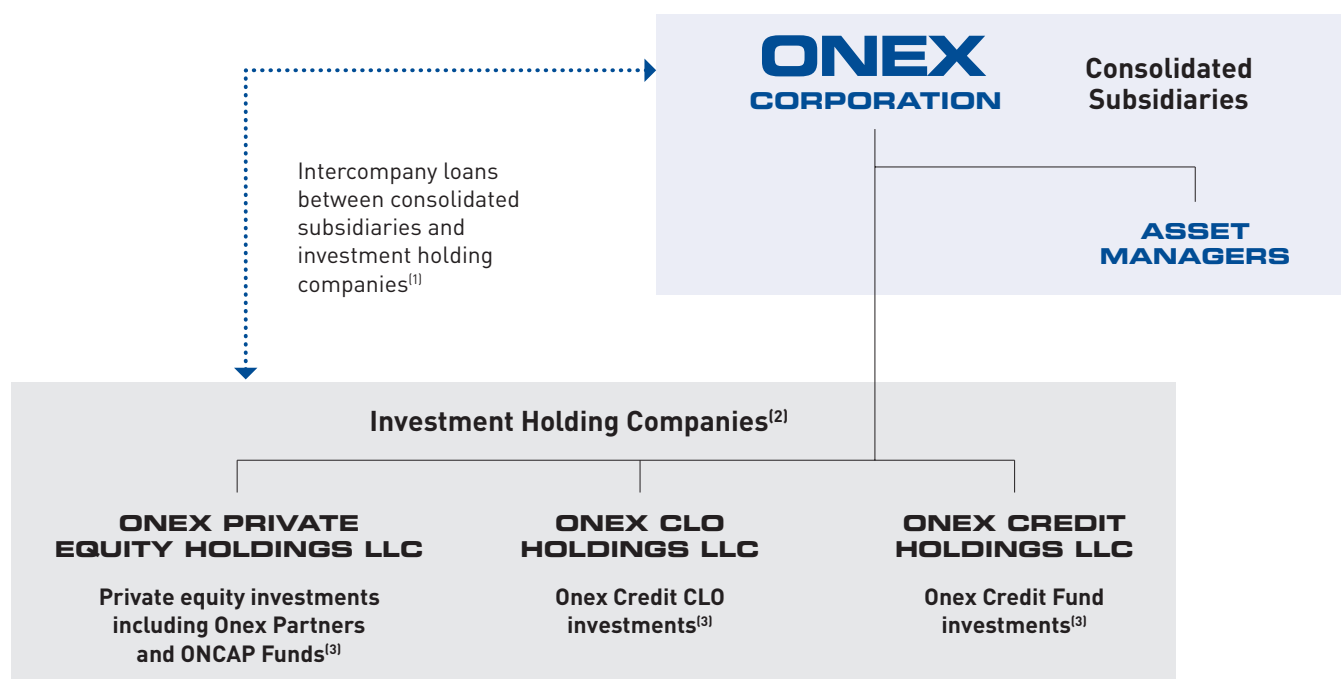 ONEX
CORPORATION
Consolidated
Subsidiaries
Intercompany loans
between consolidated
subsidiaries and
investment holding
companies(1)
ASSET
MANAGERS
Investment Holding Companies(2)
ONEX PRIVATE
EQUITY HOLDINGS LLC
Private equity investments
including Onex Partners
and ONCAP Funds(3)
ONEX CLO
HOLDINGS LLC
Onex Credit CLO
investments(3)
ONEX CREDIT
HOLDINGS LLC
Onex Credit Fund
investments(3)